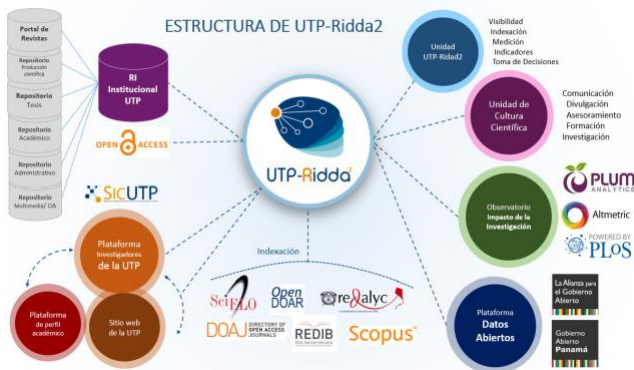 ESTRUCTURA DE UTP-Ridda2
Portal de
Revistas
Repositorio
Producción
científica
Repositorio
Tesis
Repositorio
Académico
Repositorio
Administrativo
Repositorio
Multimedia/ OA
RI
Institucional
UTP
OPEN ACCESS
SICUTP
Plataforma
Investigadores
de la UTP
Plataforma
de perfil
académico
Sitio web
de la UTP
UTP-Ridda²
Indexación
SciELO
Open
DOAR
redalyc
DOAJ DIRECTORY OF
OPEN ACCESS
JOURNALS
REDIB
Scopus
Unidad
UTP-Ridad2
Visibilidad
Indexación
Medición
Indicadores
Toma de Decisiones
Unidad de
Cultura
Científica
Comunicación
Divulgación
Asesoramiento
Formación
Investigación
Observatorio
Impacto de la
Investigación
PLUM
ANALYTICS
Altmetric
POWERED BY
PLOS
Plataforma
Datos
Abiertos
La Alianza para
el Gobierno
Abierto
Gobierno
Abierto
Panamá